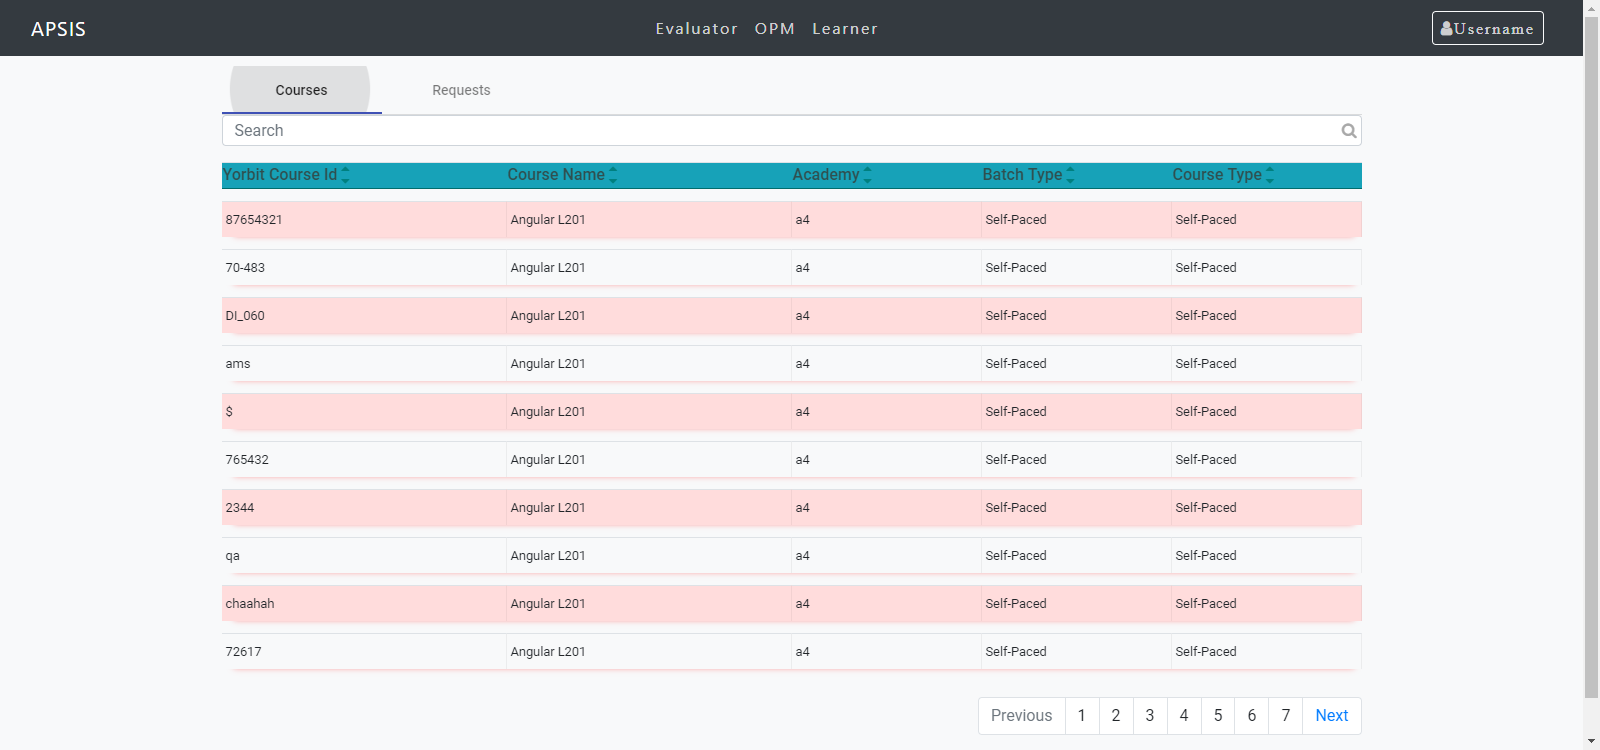 APSIS Evaluator OPM Learner Username
Courses Requests
Search
Yorbit Course Id Course Name Academy Batch Type Course Type
87654321 Angular L201 a4 Self-Paced Self-Paced
70-483 Angular L201 a4 Self-Paced Self-Paced
DI_060 Angular L201 a4 Self-Paced Self-Paced
ams Angular L201 a4 Self-Paced Self-Paced
$ Angular L201 a4 Self-Paced Self-Paced
765432 Angular L201 a4 Self-Paced Self-Paced
2344 Angular L201 a4 Self-Paced Self-Paced
qa Angular L201 a4 Self-Paced Self-Paced
chaahah Angular L201 a4 Self-Paced Self-Paced
72617 Angular L201 a4 Self-Paced Self-Paced
Previous 1 2 3 4 5 6 7 Next